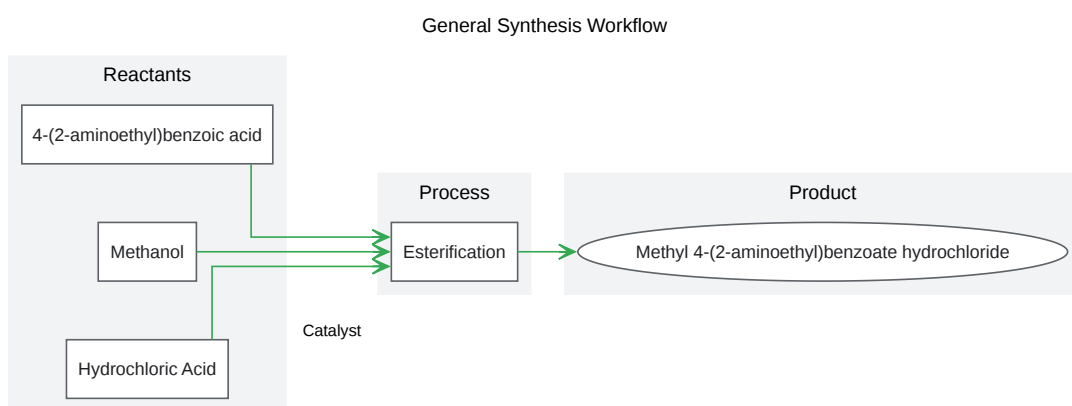 General Synthesis Workflow
Reactants
4-(2-aminoethyl)benzoic acid
Methanol
Hydrochloric Acid
Catalyst
Process
Esterification
Product
Methyl 4-(2-aminoethyl)benzoate hydrochloride